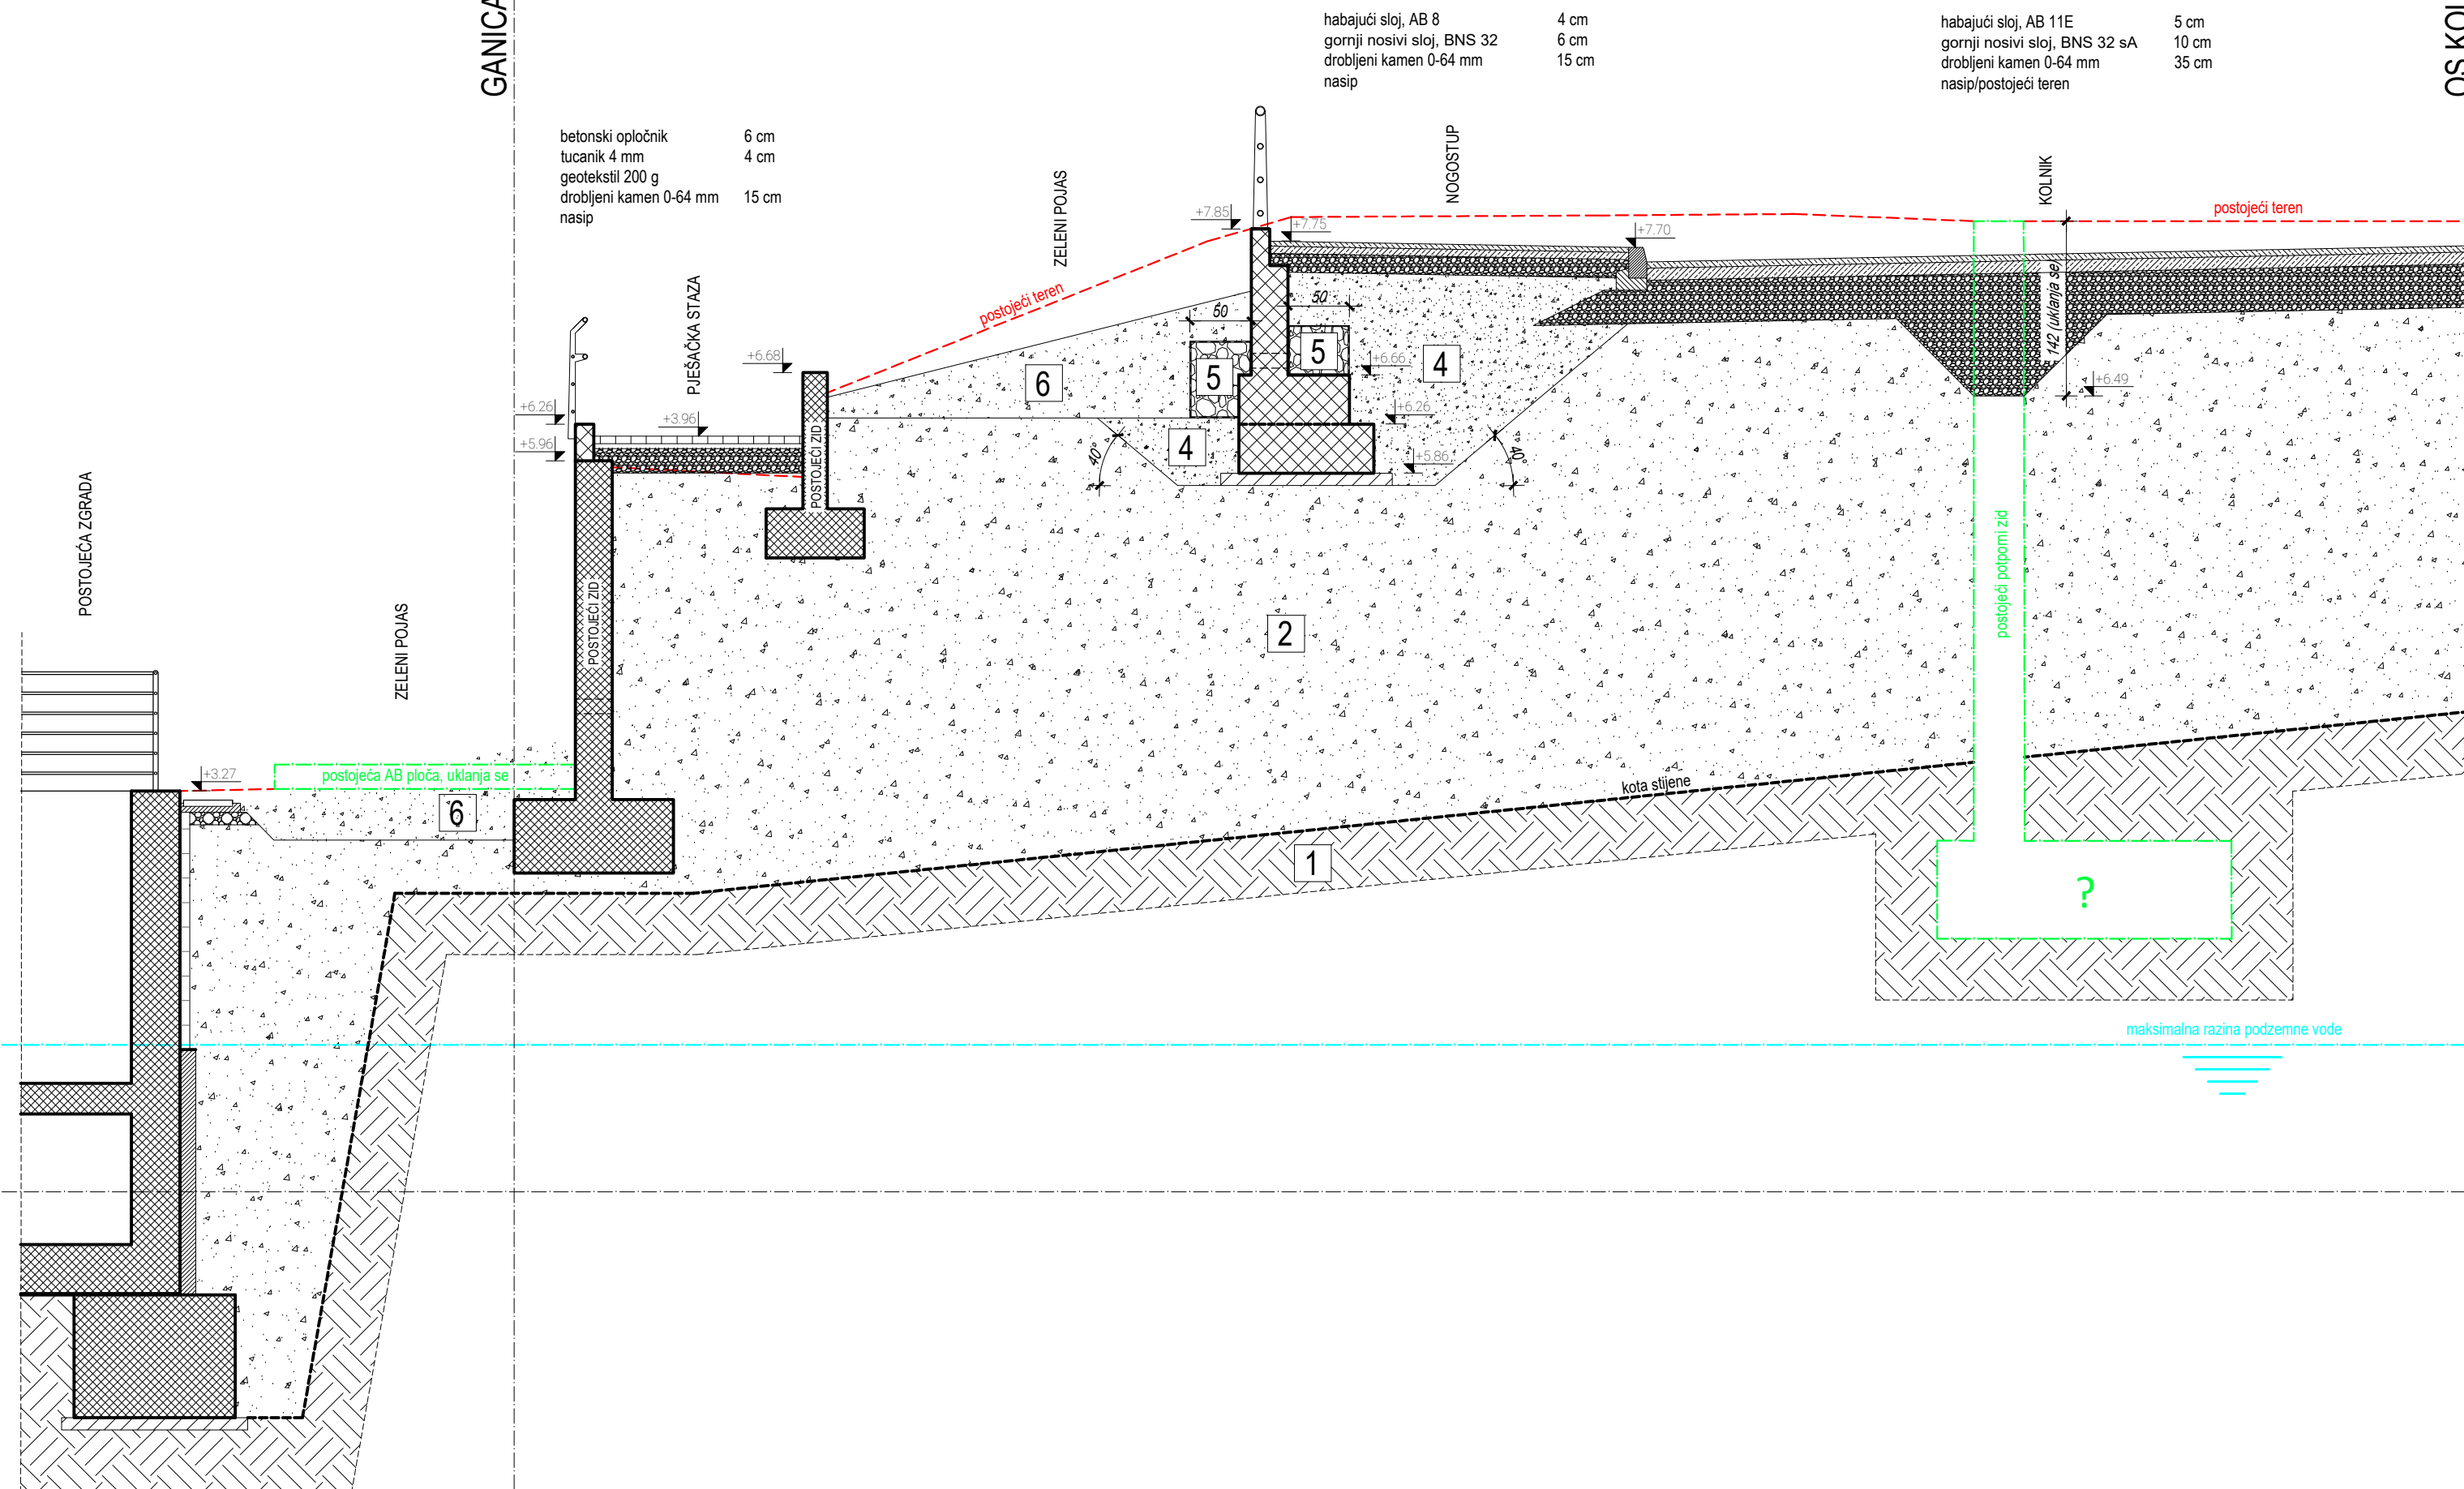 GANICA
OS KOL
habajući sloj, AB 8 4 cm
gornji nosivi sloj, BNS 32 6 cm
drobljeni kamen 0-64 mm 15 cm
nasip
habajući sloj, AB 11E 5 cm
gornji nosivi sloj, BNS 32 sA 10 cm
drobljeni kamen 0-64 mm 35 cm
nasip/postojeći teren
betonski opločnik 6 cm
tucanik 4 mm 4 cm
geotekstil 200 g
drobljeni kamen 0-64 mm 15 cm
nasip
ZELENI POJAS
NOGOSTUP
KOLNIK
postojeći teren
+7.85
+7.75
+7.70
PJEŠAČKA STAZA
postojeći teren
50
50
142 (uklanja se)
+6.68
5
5
4
+6.66
6
+6.49
+6.26
+3.96
+6.26
+5.96
4
40°
40°
+5.86
POSTOJEĆI ZID
POSTOJEĆA ZGRADA
ZELENI POJAS
POSTOJEĆI ZID
2
postojeći potporni zid
+3.27
postojeća AB ploča, uklanja se
6
kota stijene
1
?
maksimalna razina podzemne vode